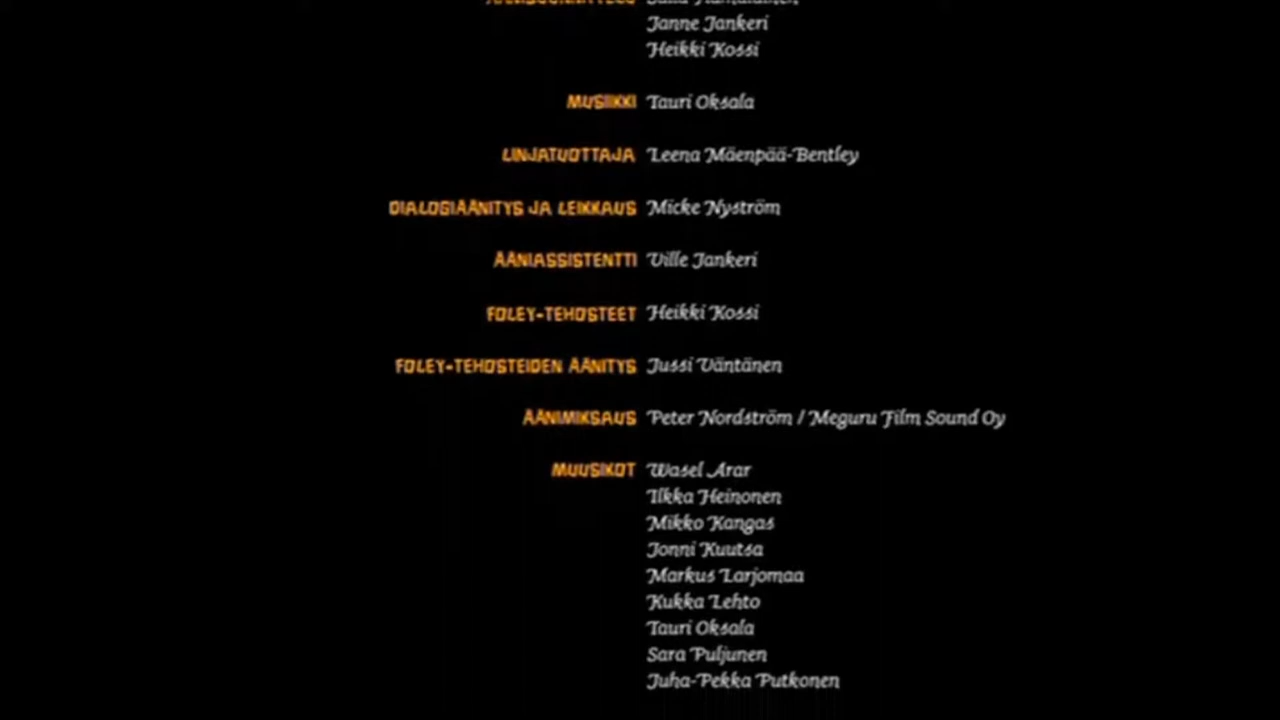 Janne Jankeri
Heikki Kossi
MUSIIKKI Tauri Oksala
LINJATUOTTAJA Leena Mäenpää-Bentley
DIALOGIÄÄNITYS JA LEIKKAUS Micke Nyström
ÄÄNIASSISTENTTI Ville Jankeri
FOLEY-TEHOSTEET Heikki Kossi
FOLEY-TEHOSTEIDEN ÄÄNITYS Jussi Väntänen
ÄÄNIMIKSAUS Peter Nordström / Meguru Film Sound Oy
MUUSIKOT Wasel Arar
Ilkka Heinonen
Mikko Kangas
Jonni Kuutsa
Markus Larjomaa
Kukka Lehto
Tauri Oksala
Sara Puljunen
Juha-Pekka Putkonen